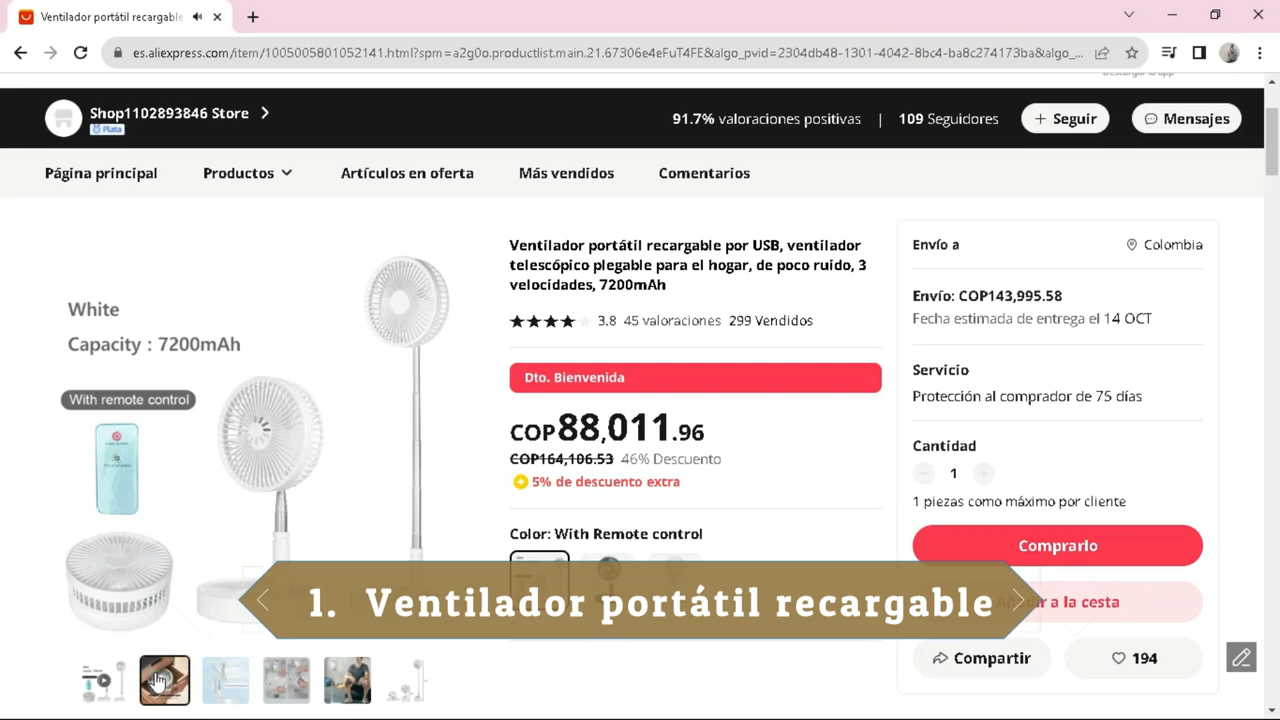 Ventilador portátil recargable
es.aliexpress.com/item/1005005801052141.html?spm=a2g0o.productlist.main.21.67306e4eFuT4FE&algo_pvid=2304db48-1301-4042-8bc4-ba8c274173ba&algo_...
Descargar la app
Shop1102893846 Store
Plata
91.7% valoraciones positivas | 109 Seguidores
+ Seguir
Mensajes
Página principal
Productos
Artículos en oferta
Más vendidos
Comentarios
White
Capacity : 7200mAh
With remote control
Ventilador portátil recargable por USB, ventilador
telescópico plegable para el hogar, de poco ruido, 3
velocidades, 7200mAh
3.8 45 valoraciones 299 Vendidos
Dto. Bienvenida
COP88,011.96
COP164,106.53 46% Descuento
5% de descuento extra
Color: With Remote control
Envío a
Colombia
Envío: COP143,995.58
Fecha estimada de entrega el 14 OCT
Servicio
Protección al comprador de 75 días
Cantidad
1
1 piezas como máximo por cliente
Comprarlo
Añadir a la cesta
Compartir
194
1. Ventilador portátil recargable